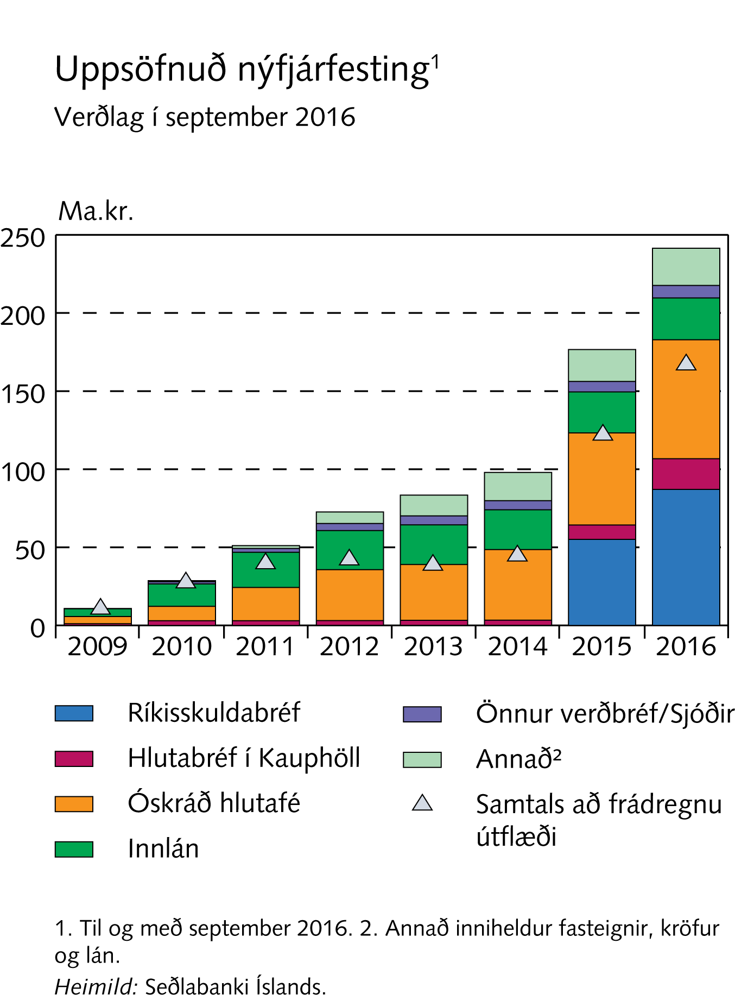 Uppsöfnuð nýfjárfesting¹
Verðlag í september 2016
Ma.kr.
250
200
150
100
50
0
2009 2010 2011 2012 2013 2014 2015 2016
Ríkisskuldabréf
Hlutabréf í Kauphöll
Óskráð hlutafé
Innlán
Önnur verðbréf/Sjóðir
Annað²
Samtals að frádregnu
útflæði
1. Til og með september 2016. 2. Annað inniheldur fasteignir, kröfur
og lán.
Heimild: Seðlabanki Íslands.